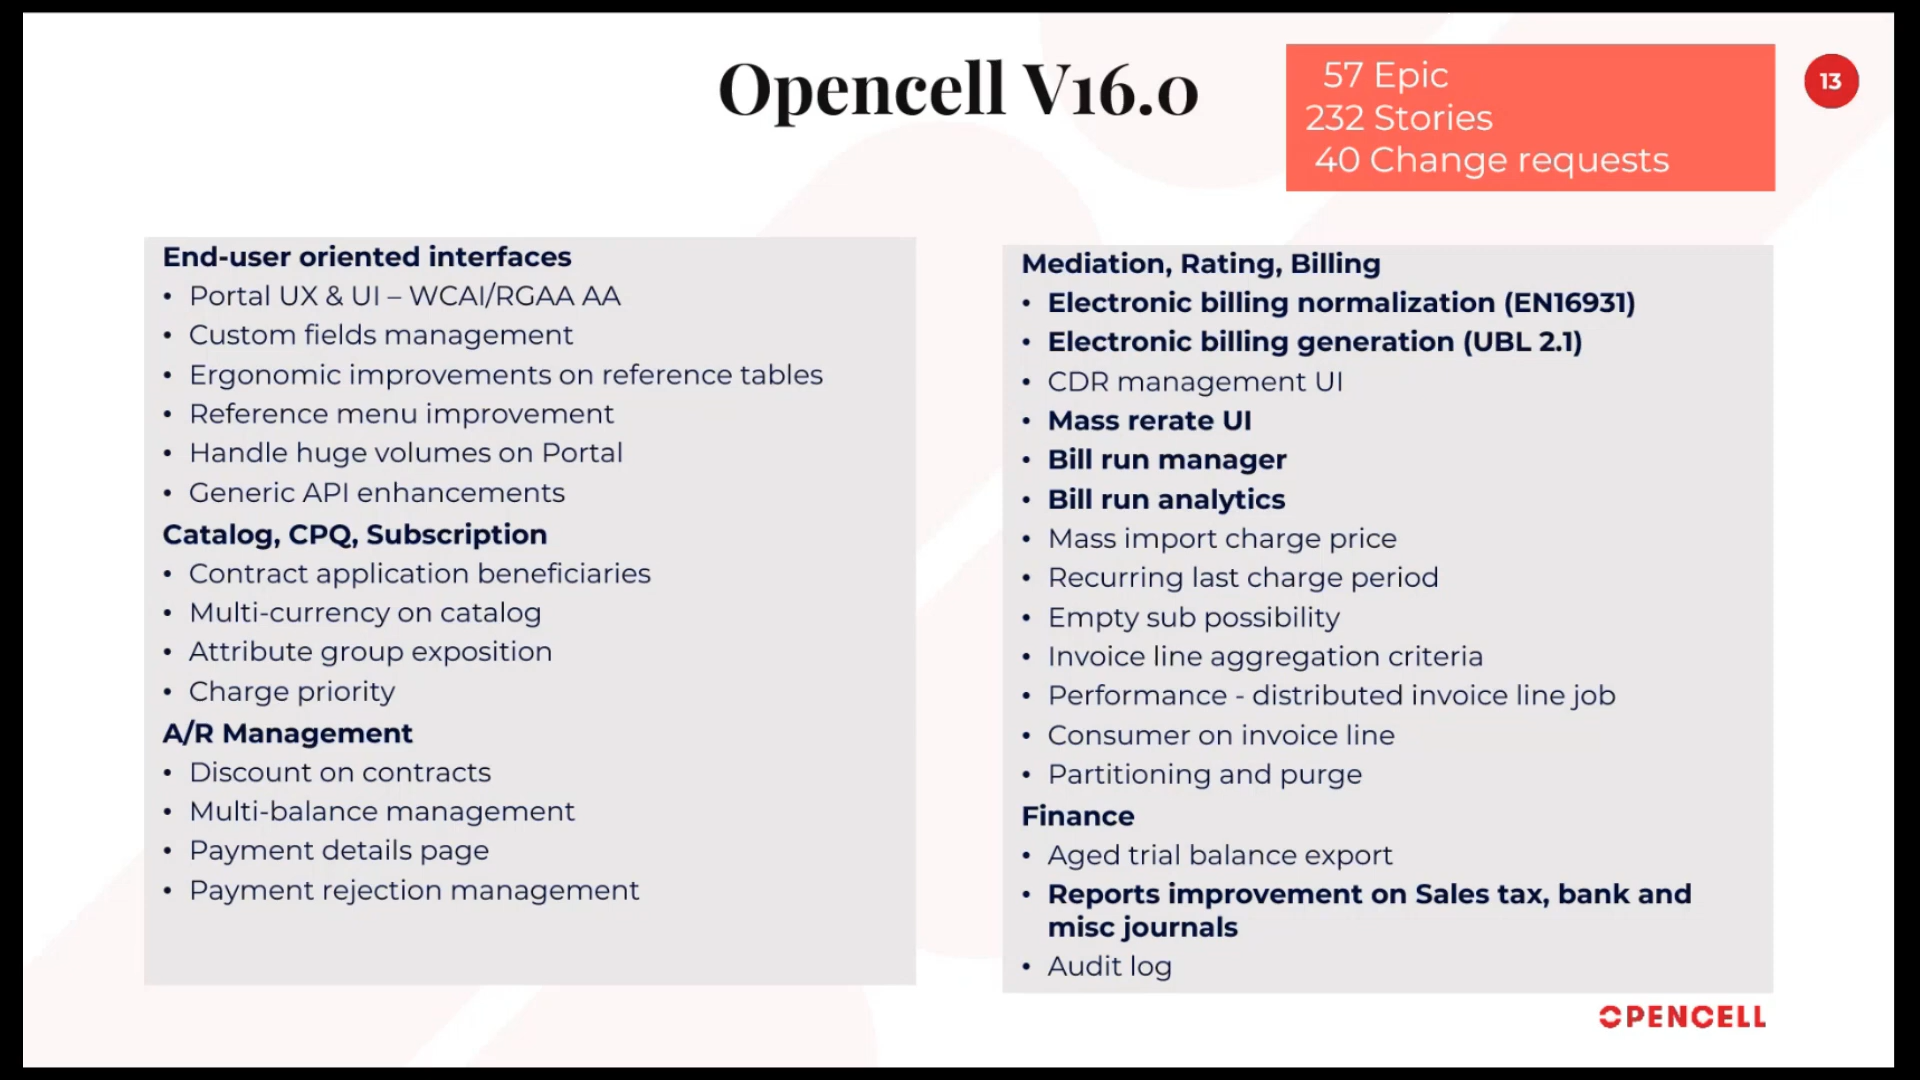 Opencell V16.0
57 Epic
232 Stories
40 Change requests
13
End-user oriented interfaces
• Portal UX & UI – WCAI/RGAA AA
• Custom fields management
• Ergonomic improvements on reference tables
• Reference menu improvement
• Handle huge volumes on Portal
• Generic API enhancements
Catalog, CPQ, Subscription
• Contract application beneficiaries
• Multi-currency on catalog
• Attribute group exposition
• Charge priority
A/R Management
• Discount on contracts
• Multi-balance management
• Payment details page
• Payment rejection management
Mediation, Rating, Billing
• Electronic billing normalization (EN16931)
• Electronic billing generation (UBL 2.1)
• CDR management UI
• Mass rerate UI
• Bill run manager
• Bill run analytics
• Mass import charge price
• Recurring last charge period
• Empty sub possibility
• Invoice line aggregation criteria
• Performance - distributed invoice line job
• Consumer on invoice line
• Partitioning and purge
Finance
• Aged trial balance export
• Reports improvement on Sales tax, bank and
misc journals
• Audit log
OPENCELL